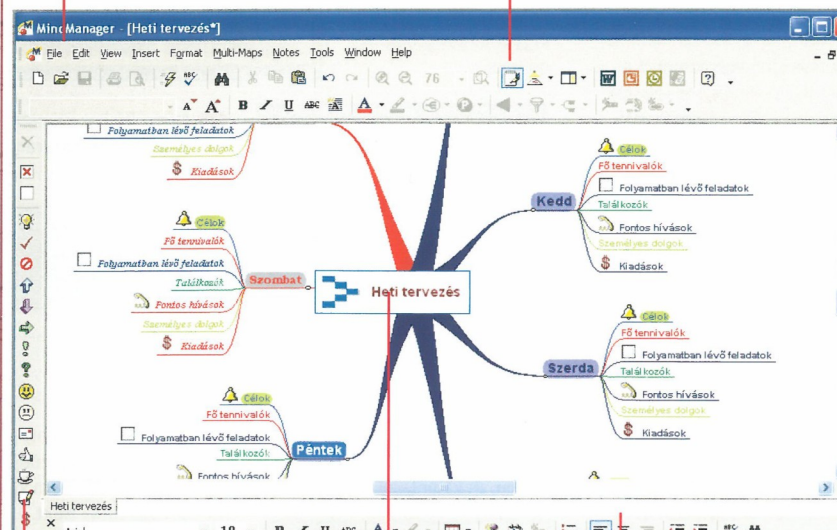 MindManager - [Heti tervezés*]
File Edit View Insert Format Multi-Maps Notes Tools Window Help
76
B I U ABC
Folyamatban lévő feladatok
Személyes dolgok
Kiadások
Célok
Fő tennivalók
Folyamatban lévő feladatok
Találkozók
Fontos hívások
Személyes dolgok
Kiadások
Szombat
Célok
Fő tennivalók
Folyamatban lévő feladatok
Találkozók
Fontos hívások
Péntek
Heti tervezés
Kedd
Célok
Fő tennivalók
Folyamatban lévő feladatok
Találkozók
Fontos hívások
Személyes dolgok
Kiadások
Szerda
Célok
Fő tennivalók
Folyamatban lévő feladatok
Találkozók
Fontos hívások
Személyes dolgok
Kiadások
Heti tervezés